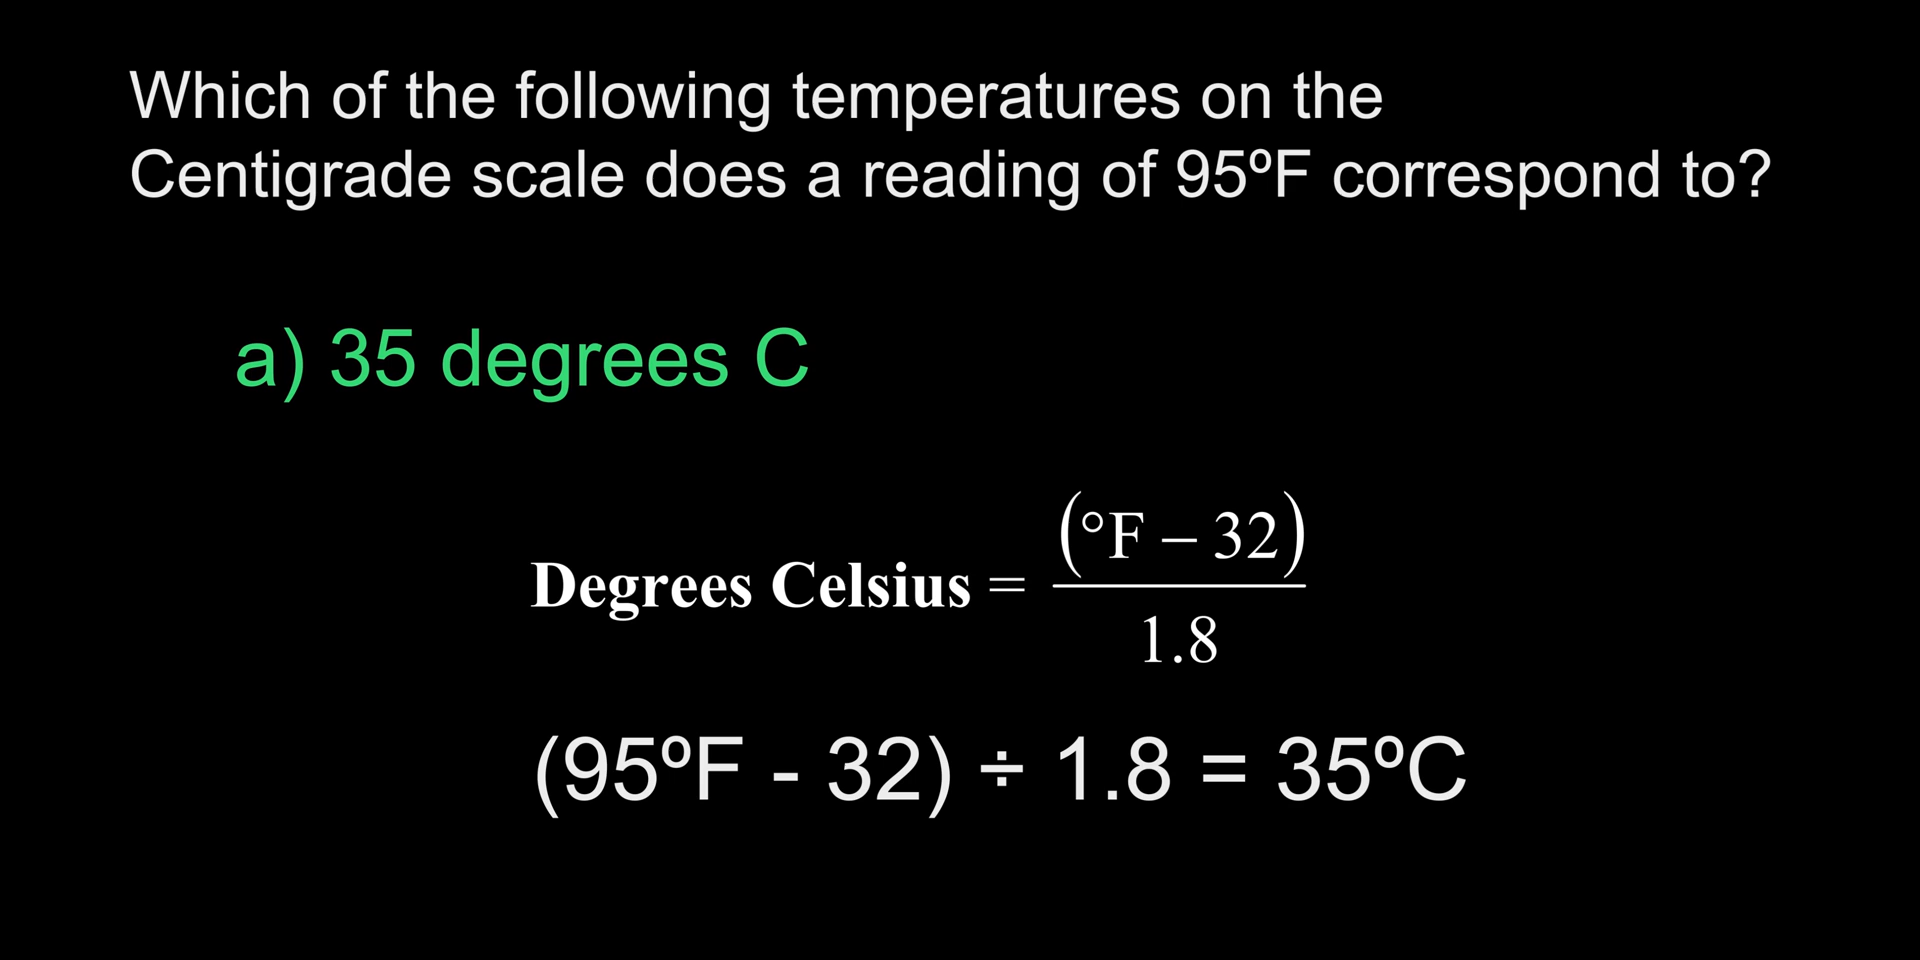 Which of the following temperatures on the
Centigrade scale does a reading of 95ºF correspond to?
a) 35 degrees C
Degrees Celsius = (°F – 32)
1.8
(95ºF - 32) ÷ 1.8 = 35ºC